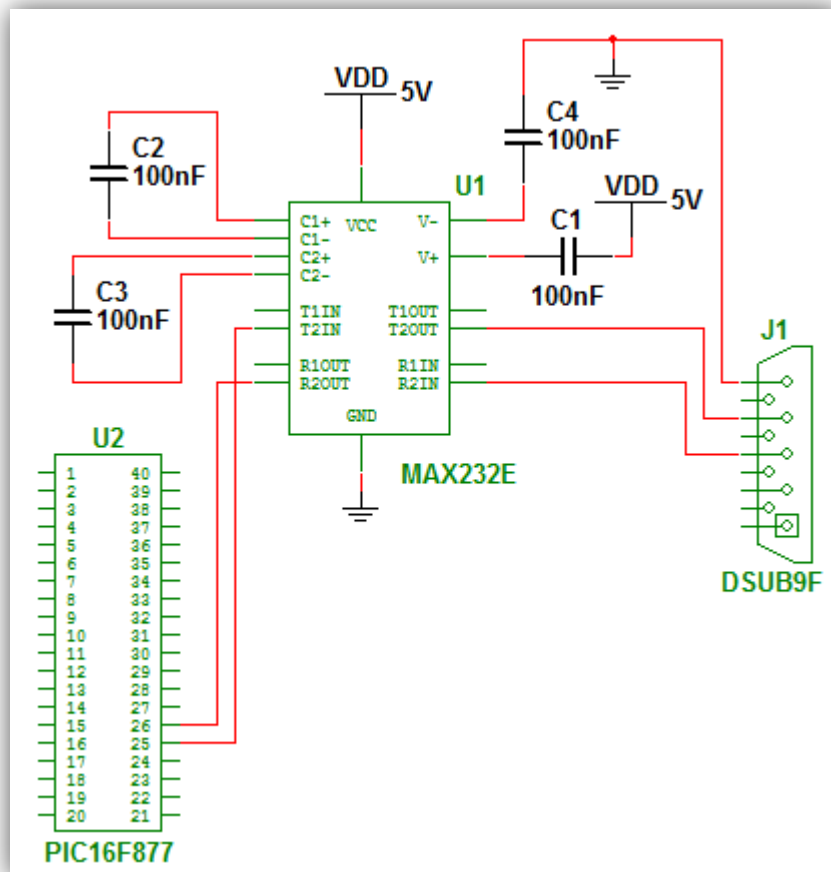 VDD
5V
C4
100nF
C2
100nF
U1
VDD
5V
C1+
VCC
V-
C1-
C2+
V+
C1
C2-
100nF
C3
100nF
T1IN
T1OUT
T2IN
T2OUT
J1
R1OUT
R1IN
R2OUT
R2IN
GND
U2
MAX232E
1 40
2 39
3 38
4 37
5 36
6 35
7 34
8 33
9 32
10 31
11 30
12 29
13 28
14 27
15 26
16 25
17 24
18 23
19 22
20 21
DSUB9F
PIC16F877